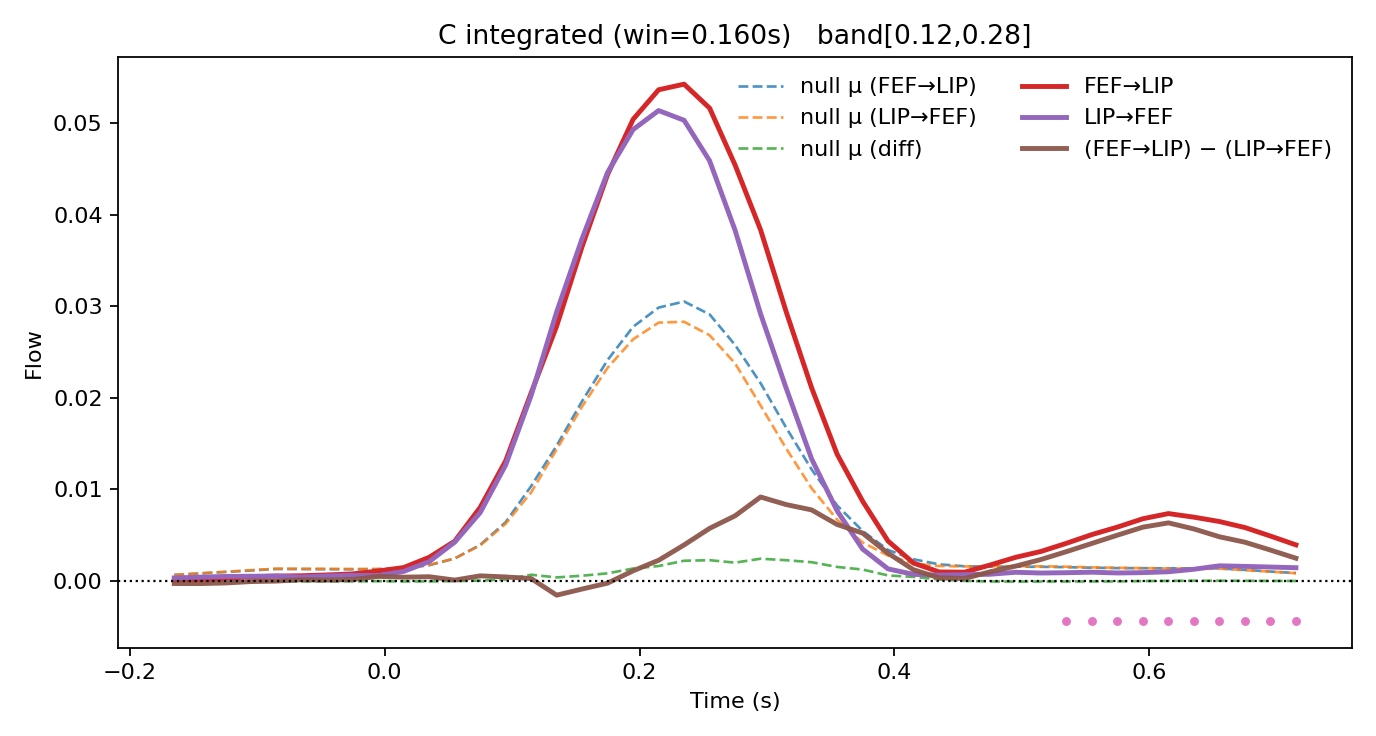 C integrated (win=0.160s)   band[0.12,0.28]
null μ (FEF→LIP)
null μ (LIP→FEF)
null μ (diff)
FEF→LIP
LIP→FEF
(FEF→LIP) − (LIP→FEF)
Flow
0.05
0.04
0.03
0.02
0.01
0.00
−0.2
0.0
0.2
0.4
0.6
Time (s)